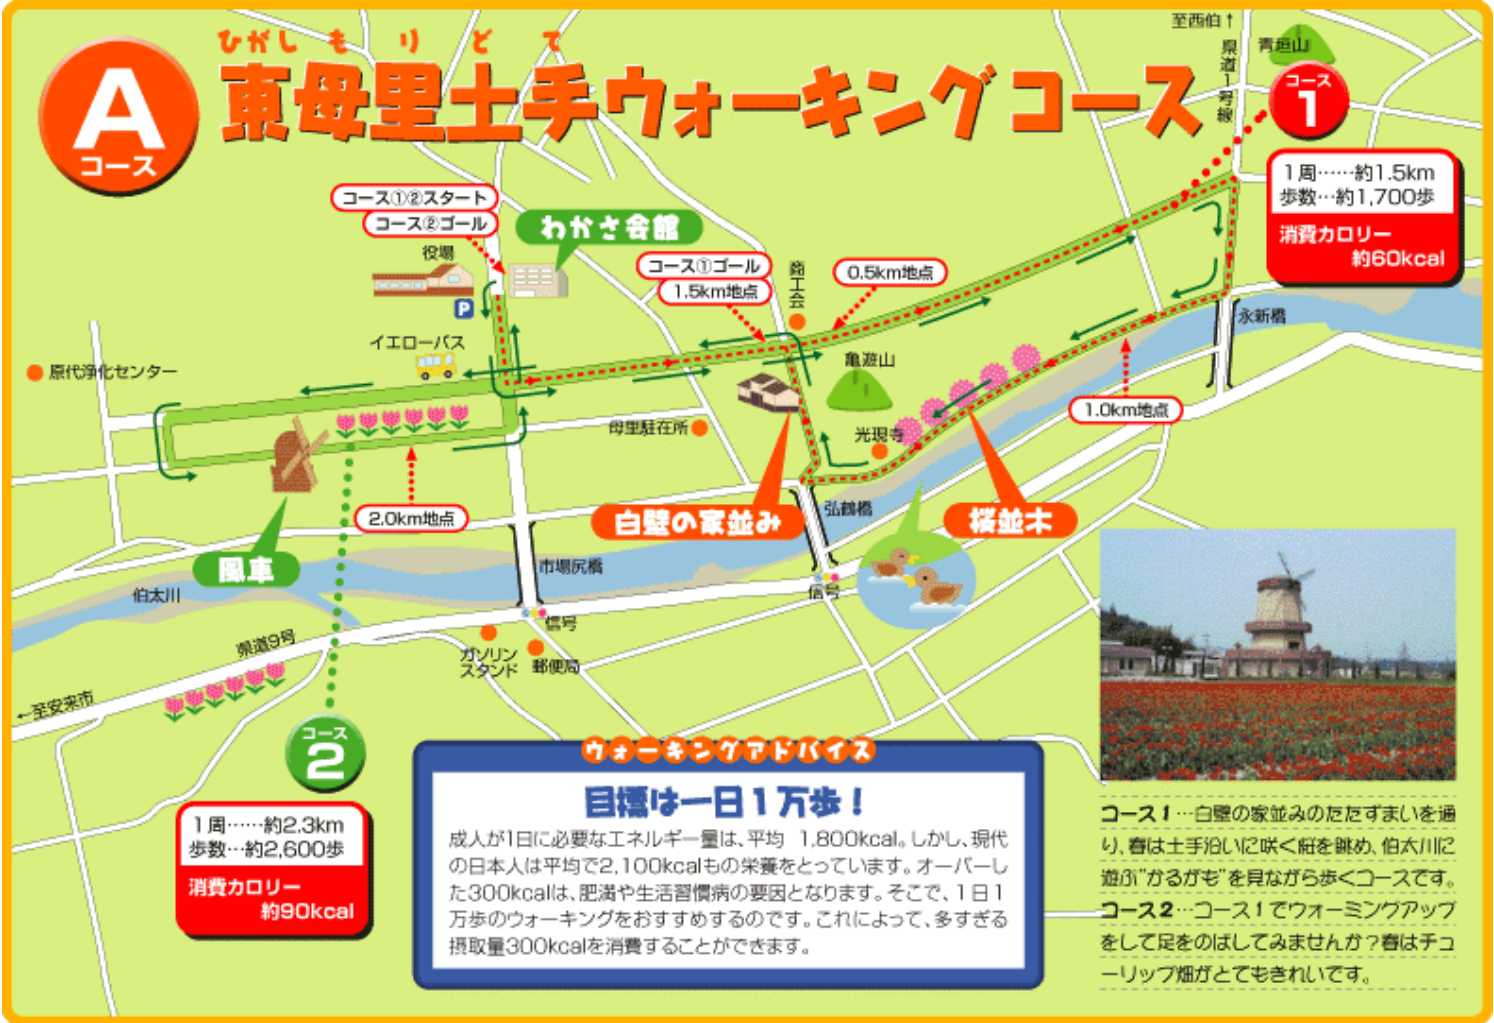 Aコース
ひがしもりどて
東母里土手ウォーキングコース
至西伯↑
県道1号線
青垣山
コース
1
1周……約1.5km
歩数…約1,700歩
消費カロリー
約60kcal
コース①②スタート
コース②ゴール
役場
わかさ会館
P
コース①ゴール
1.5km地点
商工会
0.5km地点
永新橋
イエローバス
原代浄化センター
亀遊山
1.0km地点
母里駐在所
光現寺
2.0km地点
白壁の家並み
弘鶴橋
桜並木
風車
市場尻橋
伯太川
信号
信号
県道9号
ガソリン
スタンド
郵便局
←至安来市
コース
2
1周……約2.3km
歩数…約2,600歩
消費カロリー
約90kcal
ウォーキングアドバイス
目標は一日1万歩!
成人が1日に必要なエネルギー量は、平均 1,800kcal。しかし、現代
の日本人は平均で2,100kcalもの栄養をとっています。オーバーし
た300kcalは、肥満や生活習慣病の要因となります。そこで、1日1
万歩のウォーキングをおすすめするのです。これによって、多すぎる
摂取量300kcalを消費することができます。
コース1…白壁の家並みのたたずまいを通
り、春は土手沿いに咲く桜を眺め、伯太川に
遊ぶ"かるがも"を見ながら歩くコースです。
コース2…コース1でウォーミングアップ
をして足をのばしてみませんか?春はチュ
ーリップ畑がとてもきれいです。